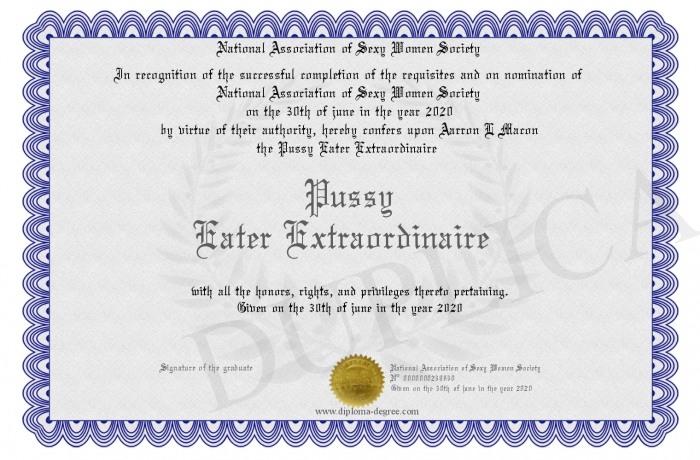 National Association of Sexy Women Society
In recognition of the successful completion of the requisites and on nomination of
National Association of Sexy Women Society
on the 30th of june in the year 2020
by virtue of their authority, hereby confers upon Aarron L Macon
the Pussy Eater Extraordinaire
Pussy
Eater Extraordinaire
with all the honors, rights, and privileges thereto pertaining.
Given on the 30th of june in the year 2020
DUPLICA
Signature of the graduate
National Association of Sexy Women Society
Given on the 30th of june in the year 2020
www.diploma-degree.com